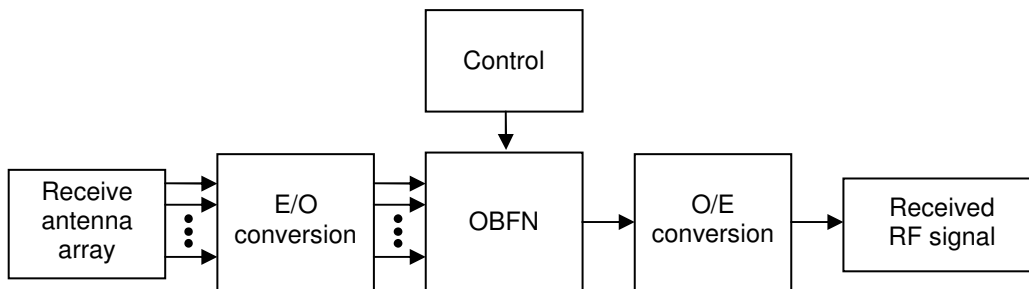 Control
Receive
antenna
array
E/O
conversion
OBFN
O/E
conversion
Received
RF signal